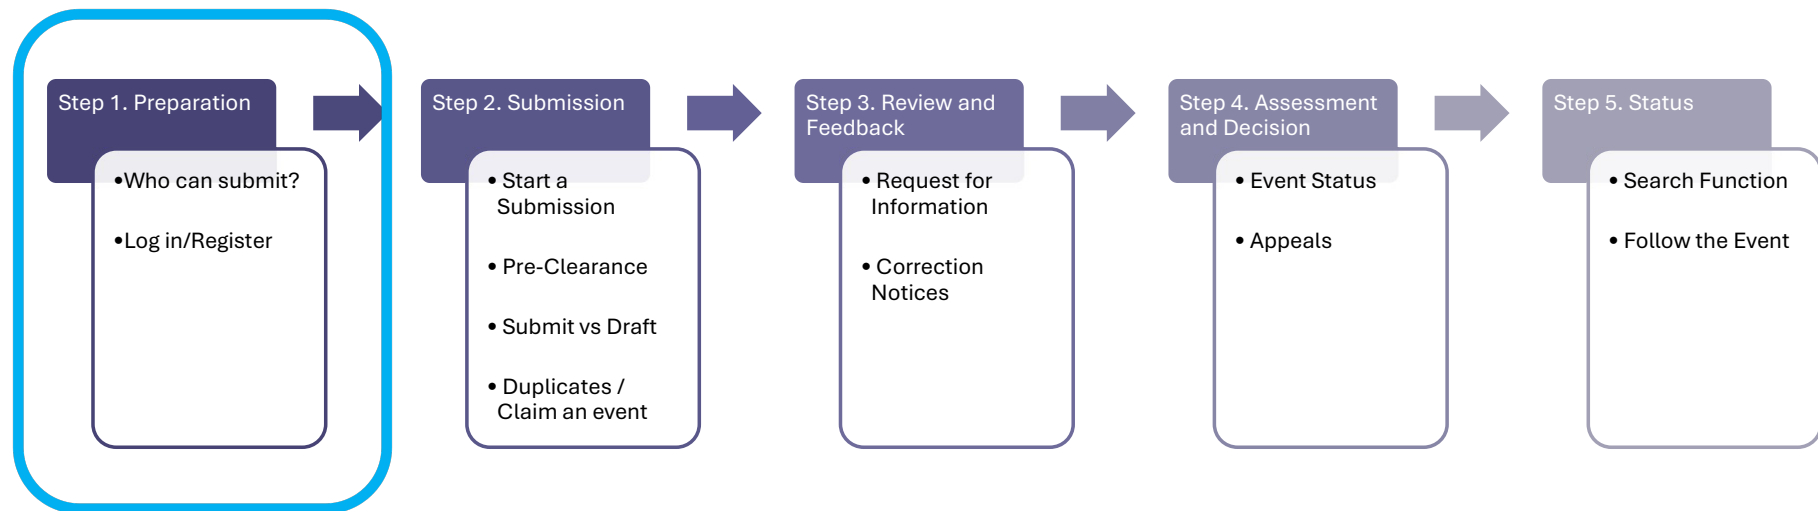 Step 1. Preparation
•Who can submit?
•Log in/Register
Step 2. Submission
• Start a
Submission
• Pre-Clearance
• Submit vs Draft
• Duplicates /
Claim an event
Step 3. Review and
Feedback
• Request for
Information
• Correction
Notices
Step 4. Assessment
and Decision
• Event Status
• Appeals
Step 5. Status
• Search Function
• Follow the Event